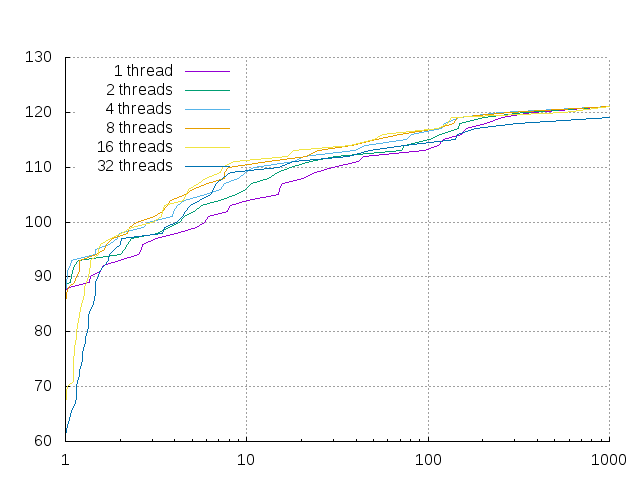 130
120
110
100
90
80
70
60
1 thread
2 threads
4 threads
8 threads
16 threads
32 threads
1 10 100 1000